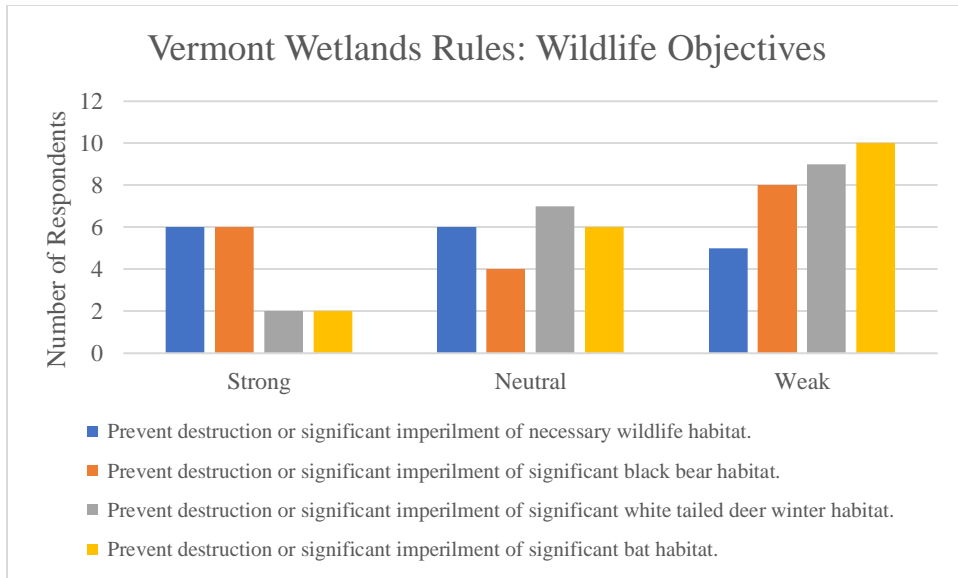 Vermont Wetlands Rules: Wildlife Objectives
Number of Respondents
12
10
8
6
4
2
0
Strong
Neutral
Weak
Prevent destruction or significant imperilment of necessary wildlife habitat.
Prevent destruction or significant imperilment of significant black bear habitat.
Prevent destruction or significant imperilment of significant white tailed deer winter habitat.
Prevent destruction or significant imperilment of significant bat habitat.